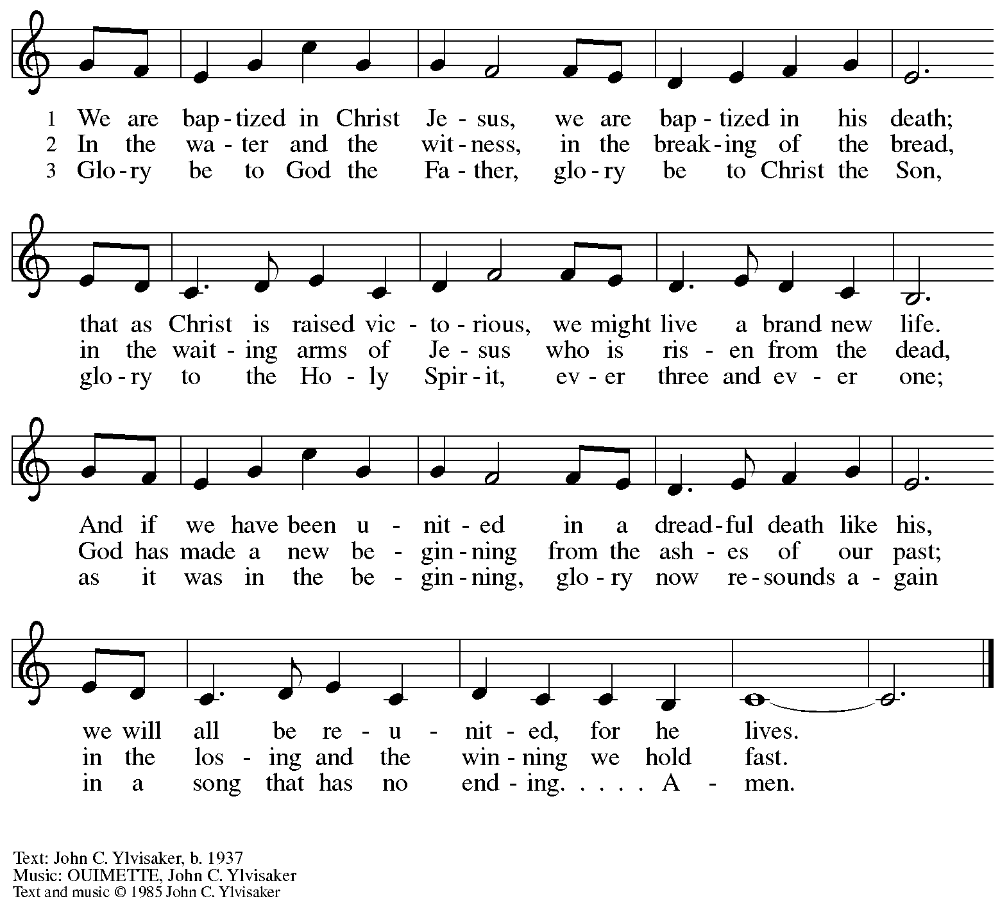 1 We are bap - tized in Christ Je - sus, we are bap - tized in his death;
2 In the wa - ter and the wit - ness, in the break - ing of the bread,
3 Glo - ry be to God the Fa - ther, glo - ry be to Christ the Son,
that as Christ is raised vic - to - rious, we might live a brand new life.
in the wait - ing arms of Je - sus who is ris - en from the dead,
glo - ry to the Ho - ly Spir - it, ev - er three and ev - er one;
And if we have been u - nit - ed in a dread - ful death like his,
God has made a new be - gin - ning from the ash - es of our past;
as it was in the be - gin - ning, glo - ry now re - sounds a - gain
we will all be re - u - nit - ed, for he lives.
in the los - ing and the win - ning we hold fast.
in a song that has no end - ing. . . . . A - men.
Text: John C. Ylvisaker, b. 1937
Music: OUIMETTE, John C. Ylvisaker
Text and music © 1985 John C. Ylvisaker